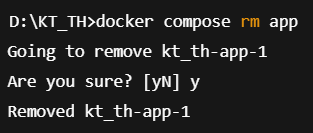 D:\KT_TH>docker compose rm app
Going to remove kt_th-app-1
Are you sure? [yN] y
Removed kt_th-app-1